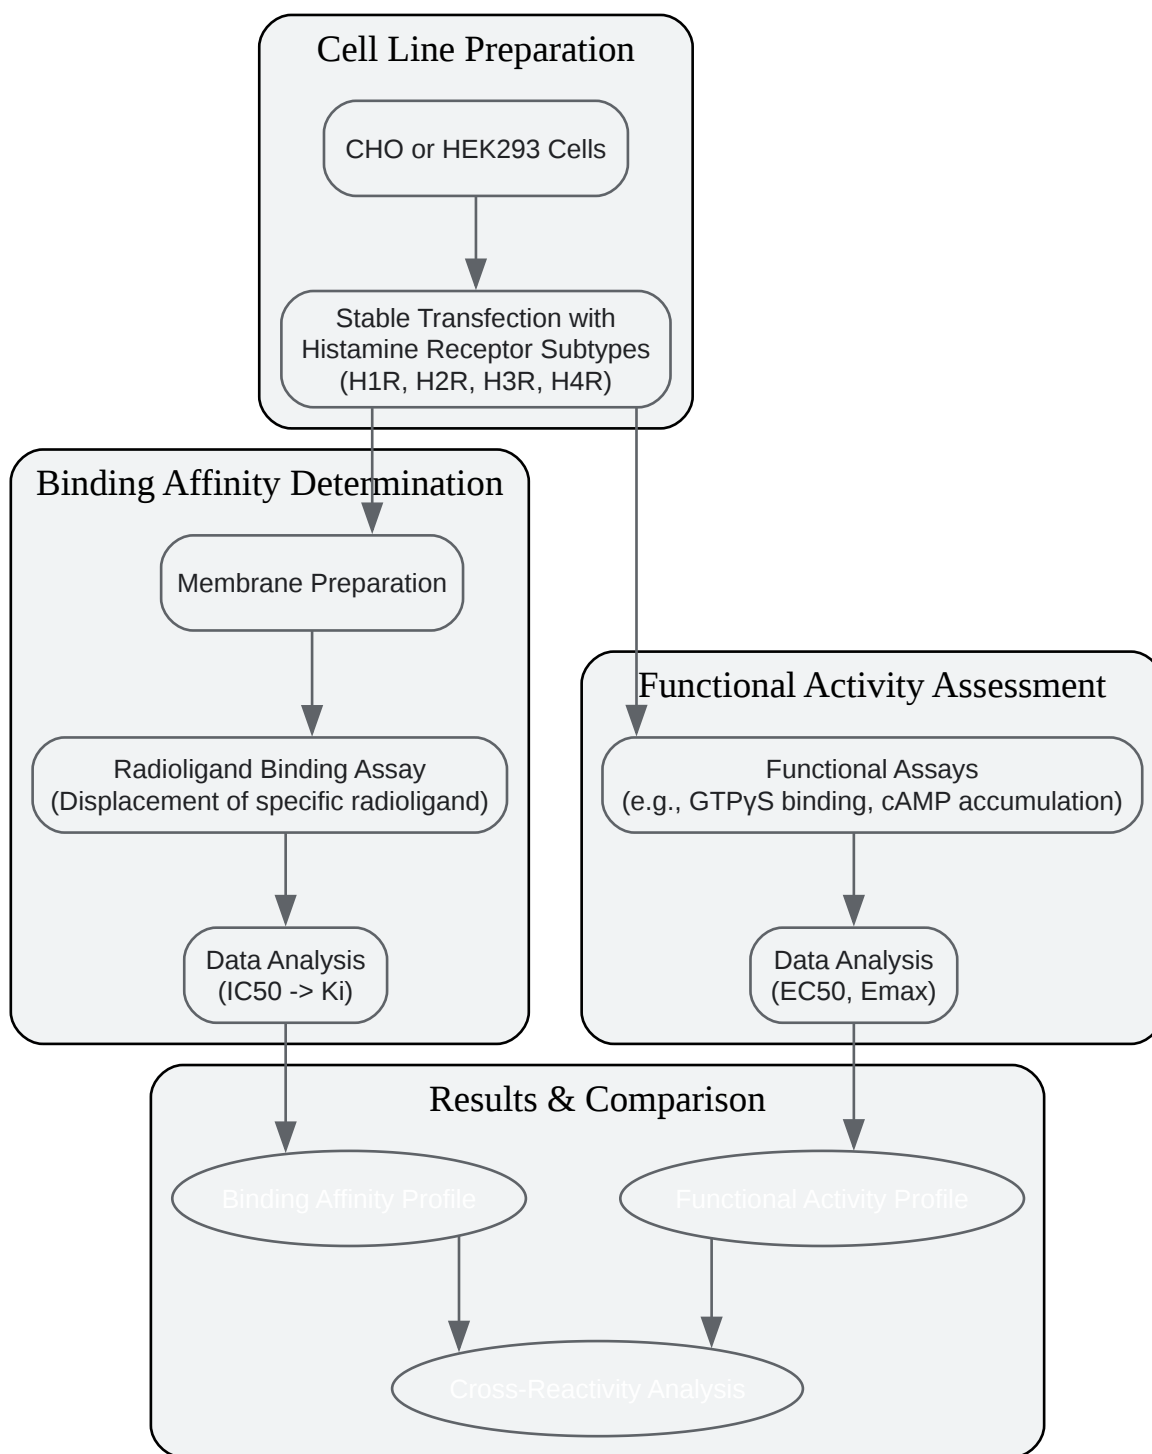 Cell Line Preparation
CHO or HEK293 Cells
Stable Transfection with
Histamine Receptor Subtypes
(H1R, H2R, H3R, H4R)
Binding Affinity Determination
Membrane Preparation
Radioligand Binding Assay
(Displacement of specific radioligand)
Data Analysis
(IC50 -> Ki)
Functional Activity Assessment
Functional Assays
(e.g., GTPγS binding, cAMP accumulation)
Data Analysis
(EC50, Emax)
Results & Comparison
Binding Affinity Profile
Functional Activity Profile
Cross-Reactivity Analysis